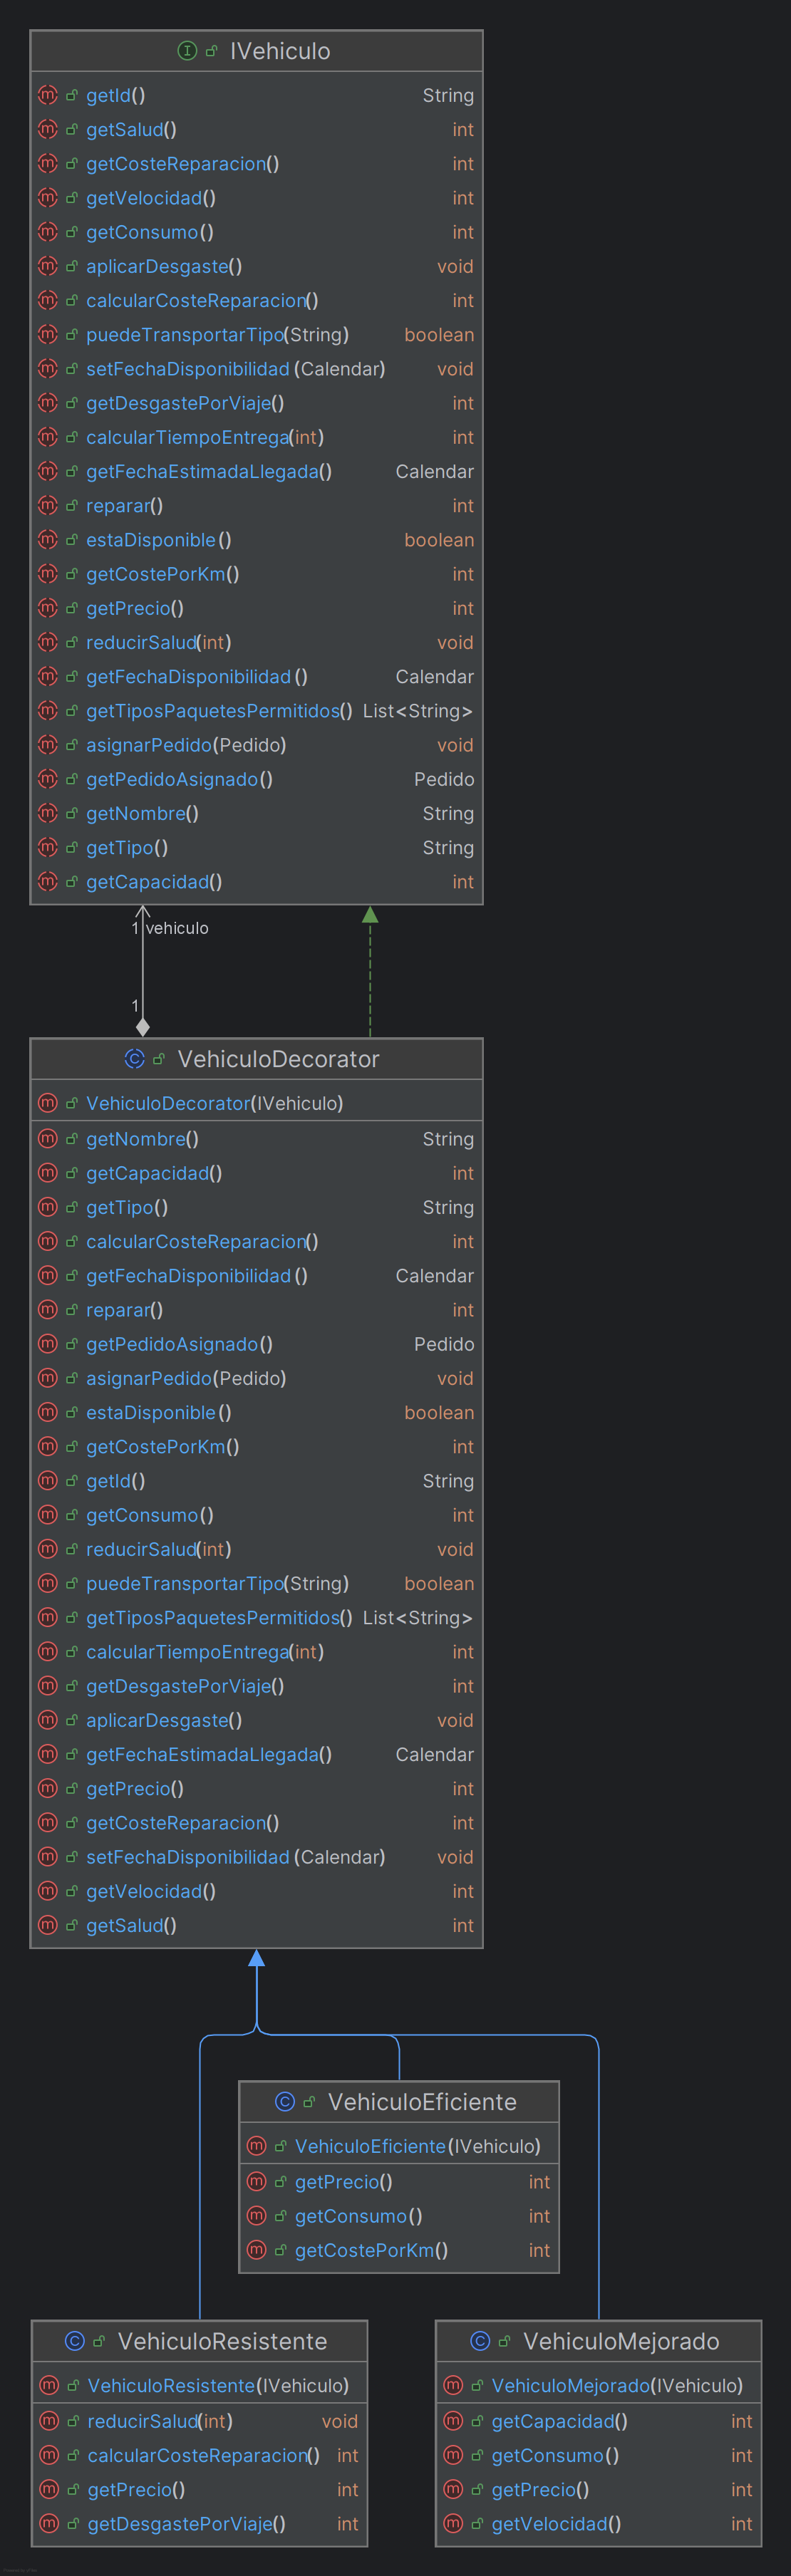 IVehiculo
getId() String
getSalud() int
getCosteReparacion() int
getVelocidad() int
getConsumo() int
aplicarDesgaste() void
calcularCosteReparacion() int
puedeTransportarTipo(String) boolean
setFechaDisponibilidad (Calendar) void
getDesgastePorViaje() int
calcularTiempoEntrega(int) int
getFechaEstimadaLlegada() Calendar
reparar() int
estaDisponible () boolean
getCostePorKm() int
getPrecio() int
reducirSalud(int) void
getFechaDisponibilidad () Calendar
getTiposPaquetesPermitidos() List<String>
asignarPedido(Pedido) void
getPedidoAsignado() Pedido
getNombre() String
getTipo() String
getCapacidad() int
1 vehiculo
1
VehiculoDecorator
VehiculoDecorator(IVehiculo)
getNombre() String
getCapacidad() int
getTipo() String
calcularCosteReparacion() int
getFechaDisponibilidad () Calendar
reparar() int
getPedidoAsignado() Pedido
asignarPedido(Pedido) void
estaDisponible () boolean
getCostePorKm() int
getId() String
getConsumo() int
reducirSalud(int) void
puedeTransportarTipo(String) boolean
getTiposPaquetesPermitidos() List<String>
calcularTiempoEntrega(int) int
getDesgastePorViaje() int
aplicarDesgaste() void
getFechaEstimadaLlegada() Calendar
getPrecio() int
getCosteReparacion() int
setFechaDisponibilidad (Calendar) void
getVelocidad() int
getSalud() int
VehiculoEficiente
VehiculoEficiente(IVehiculo)
getPrecio() int
getConsumo() int
getCostePorKm() int
VehiculoResistente
VehiculoResistente(IVehiculo)
reducirSalud(int) void
calcularCosteReparacion() int
getPrecio() int
getDesgastePorViaje() int
VehiculoMejorado
VehiculoMejorado(IVehiculo)
getCapacidad() int
getConsumo() int
getPrecio() int
getVelocidad() int